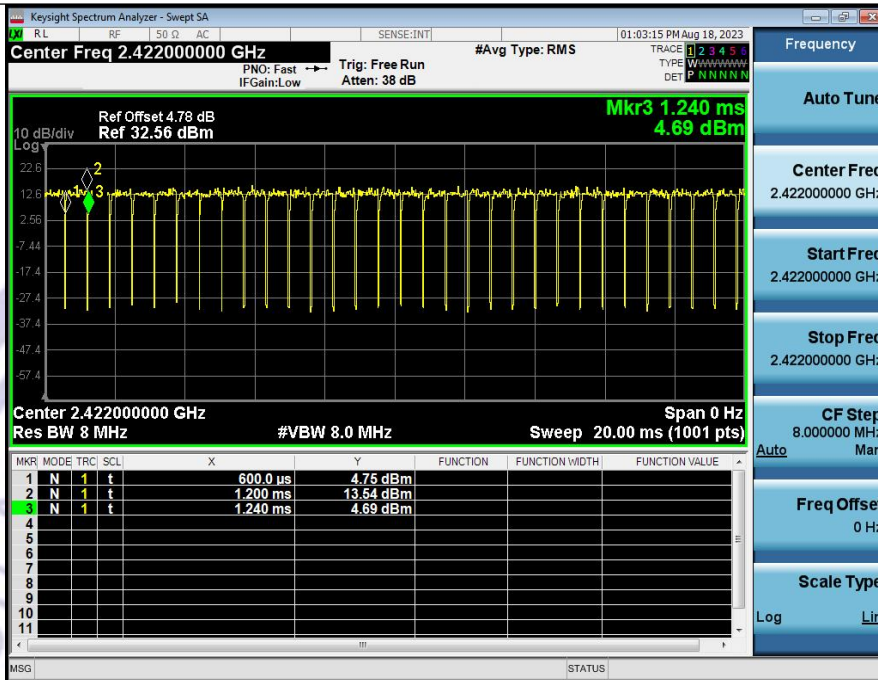 Keysight Spectrum Analyzer - Swept SA
LXI RL RF 50 Ω AC SENSE:INT 01:03:15 PM Aug 18, 2023
Center Freq 2.422000000 GHz #Avg Type: RMS TRACE 1 2 3 4 5 6
PNO: Fast Trig: Free Run TYPE WWWWWW
IFGain:Low Atten: 38 dB DET P N N N N N
Mkr3 1.240 ms
Ref Offset 4.78 dB
10 dB/div Ref 32.56 dBm 4.69 dBm
Log
22.6
12.6
2.56
-7.44
-17.4
-27.4
-37.4
-47.4
-57.4
1 2 3
Center 2.422000000 GHz Span 0 Hz
Res BW 8 MHz #VBW 8.0 MHz Sweep 20.00 ms (1001 pts)
MKR MODE TRC SCL X Y FUNCTION FUNCTION WIDTH FUNCTION VALUE
1 N 1 t 600.0 µs 4.75 dBm
2 N 1 t 1.200 ms 13.54 dBm
3 N 1 t 1.240 ms 4.69 dBm
4
5
6
7
8
9
10
11
MSG STATUS
Frequency
Auto Tune
Center Freq
2.422000000 GHz
Start Freq
2.422000000 GHz
Stop Freq
2.422000000 GHz
CF Step
8.000000 MHz
Auto Man
Freq Offset
0 Hz
Scale Type
Log Lin